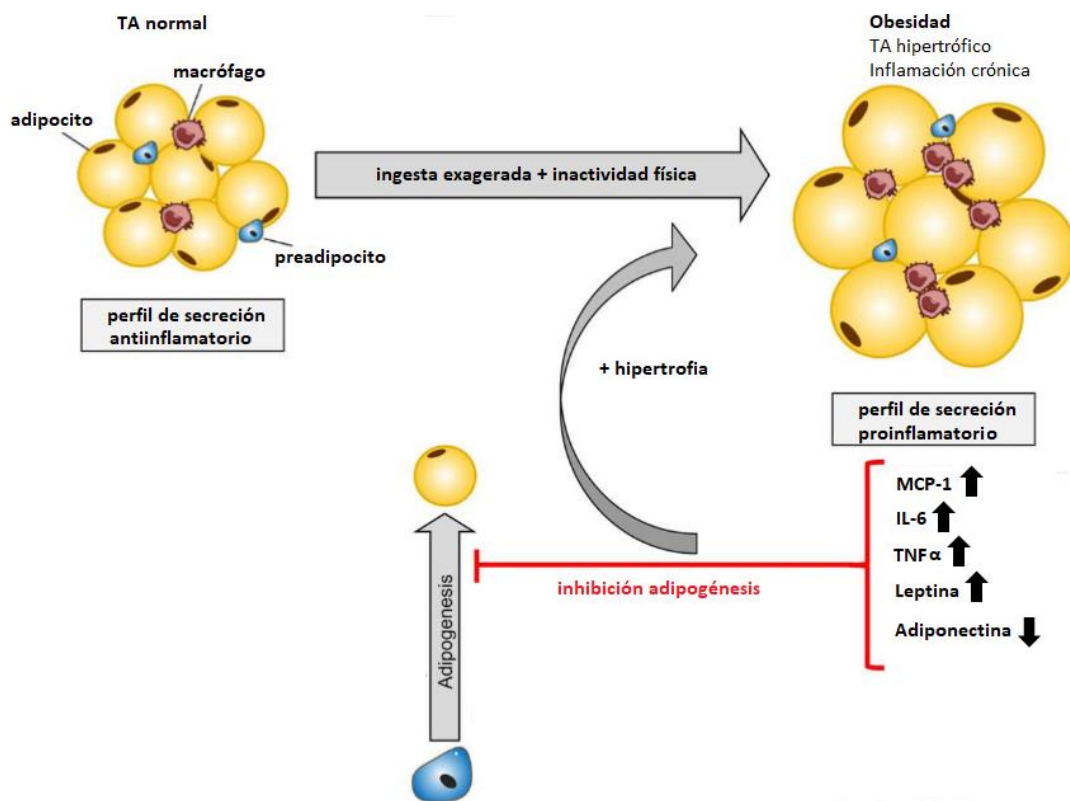 TA normal
macrófago
adipocito
preadipocito
perfil de secreción
antiinflamatorio
ingesta exagerada + inactividad física
Obesidad
TA hipertrófico
Inflamación crónica
+ hipertrofia
perfil de secreción
proinflamatorio
MCP-1
IL-6
TNFα
Leptina
Adiponectina
inhibición adipogénesis
Adipogenesis